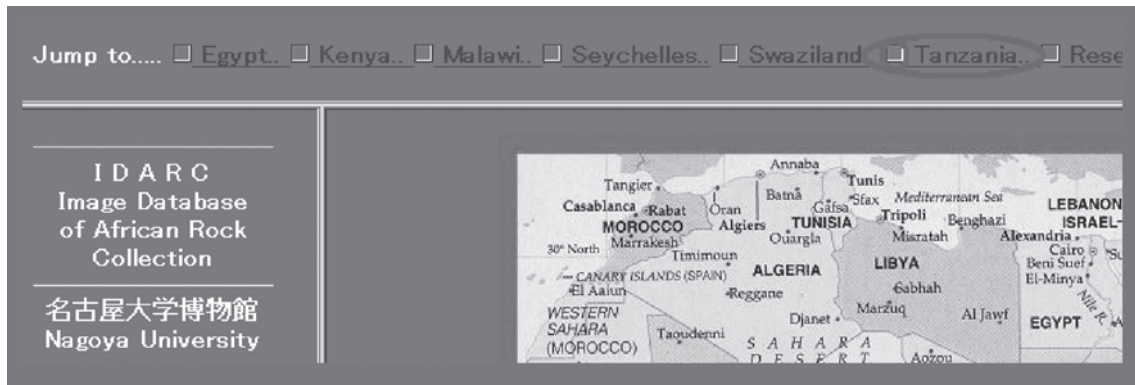 Jump to..... Egypt.. Kenya.. Malawi.. Seychelles.. Swaziland Tanzania.. Rese
I D A R C
Image Database
of African Rock
Collection
名古屋大学博物館
Nagoya University
Annaba
Tangier
Tunis
Casablanca
Rabat
Oran
Batna
Gafsa
Sfax
Mediterranean Sea
LEBANON
MOROCCO
Algiers
TUNISIA
Tripoli
Benghazi
ISRAEL
Marrakesh
Ouargla
Misratah
Alexandria
30° North
Timimoun
Cairo
Beni Suef
CANARY ISLANDS (SPAIN)
ALGERIA
LIBYA
El-Minya
El Aaiun
Reggane
Sabhah
Nile R.
WESTERN
SAHARA
(MOROCCO)
Djanet
Marzuq
Al Jawf
EGYPT
Taoudenni
S A H A R A
D E S E R T
Aozou